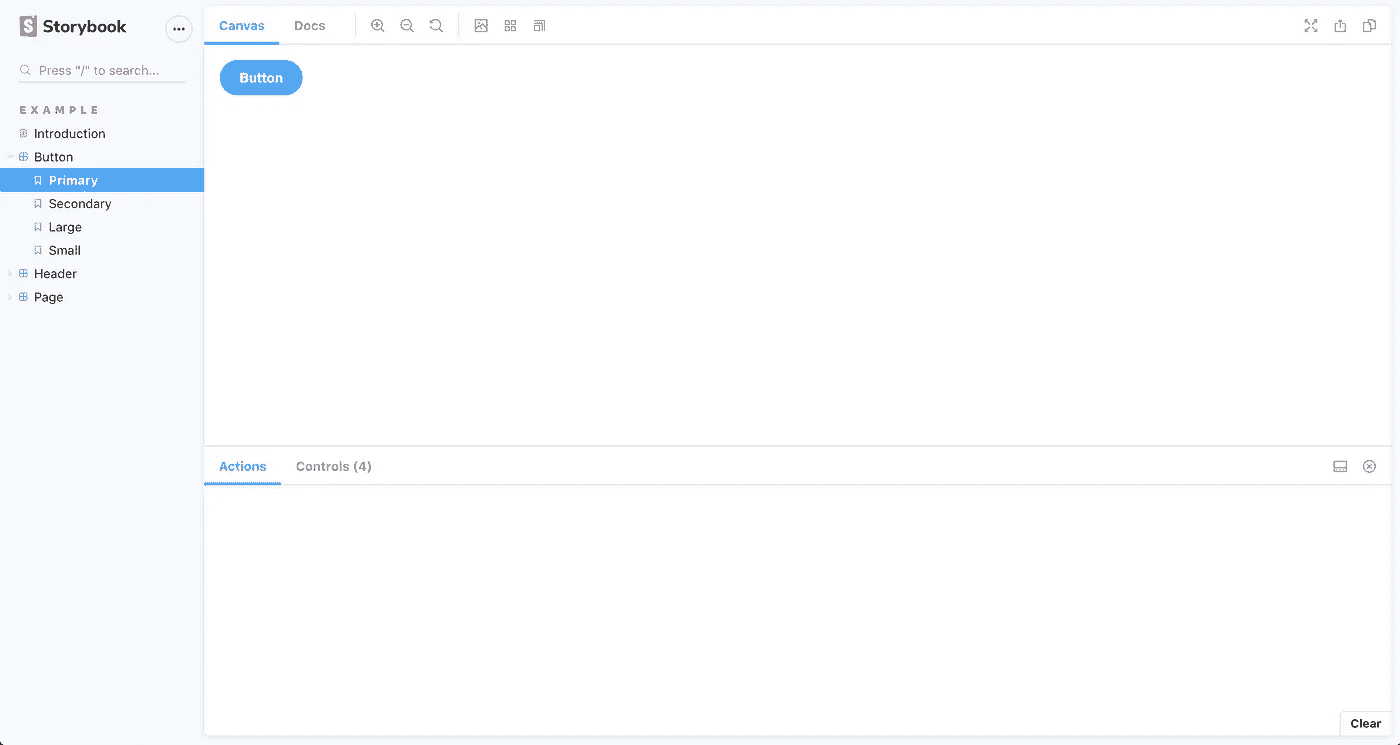 Storybook
Press "/" to search...
EXAMPLE
Introduction
Button
Primary
Secondary
Large
Small
Header
Page
Canvas
Docs
Button
Actions
Controls (4)
Clear